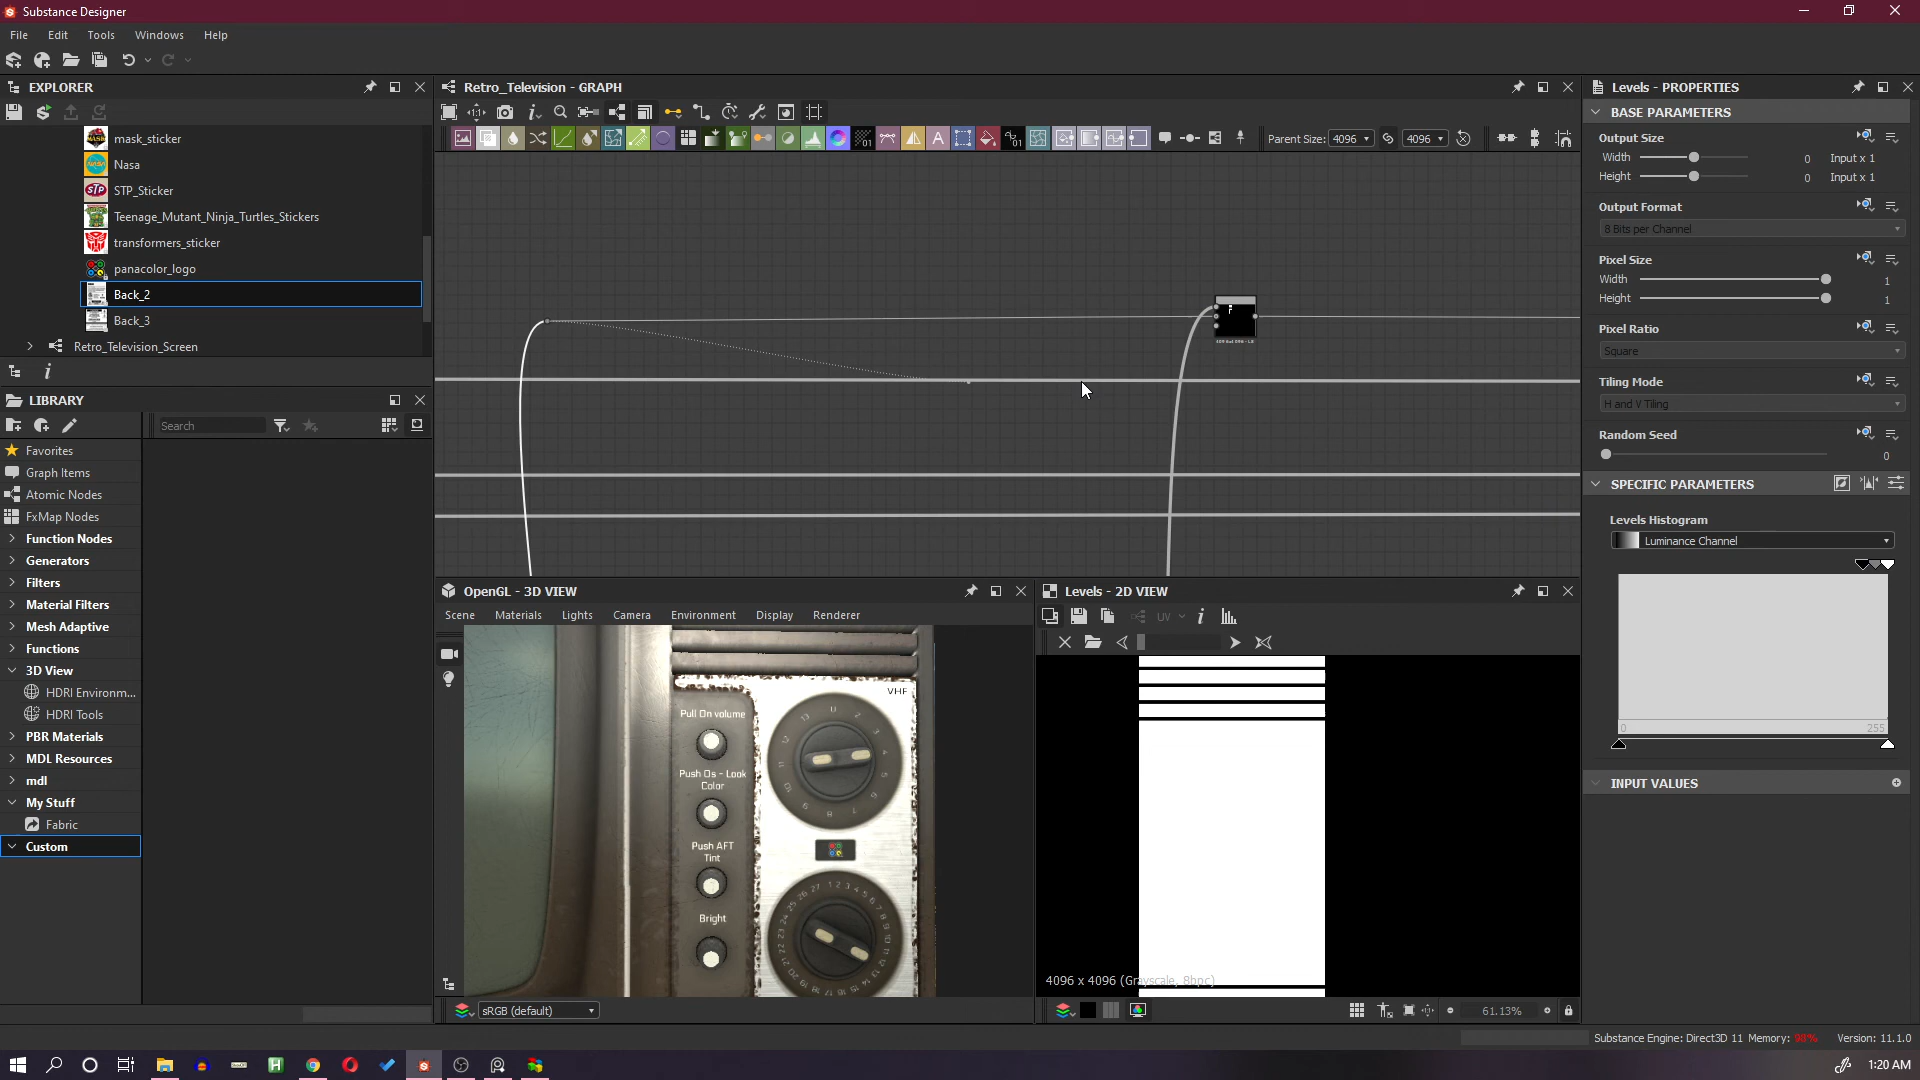 Substance Designer
File Edit Tools Windows Help
EXPLORER
mask_sticker
Nasa
STP_Sticker
Teenage_Mutant_Ninja_Turtles_Stickers
transformers_sticker
panacolor_logo
Back_2
Back_3
Retro_Television_Screen
LIBRARY
Search
Favorites
Graph Items
Atomic Nodes
FxMap Nodes
Function Nodes
Generators
Filters
Material Filters
Mesh Adaptive
Functions
3D View
HDRI Environm...
HDRI Tools
PBR Materials
MDL Resources
mdl
My Stuff
Fabric
Custom
Retro_Television - GRAPH
Parent Size: 4096 4096
OpenGL - 3D VIEW
Scene Materials Lights Camera Environment Display Renderer
VHF
Pull On volume
Push Os - Look
Color
Push AFT
Tint
Bright
sRGB (default)
Levels - 2D VIEW
UV
4096 x 4096 (Grayscale, 8bpc)
61.13%
Levels - PROPERTIES
BASE PARAMETERS
Output Size
Width 0 Input x 1
Height 0 Input x 1
Output Format
8 Bits per Channel
Pixel Size
Width 1
Height 1
Pixel Ratio
Square
Tiling Mode
H and V Tiling
Random Seed
0
SPECIFIC PARAMETERS
Levels Histogram
Luminance Channel
0 255
INPUT VALUES
Substance Engine: Direct3D 11 Memory: 98% Version: 11.1.0
1:20 AM